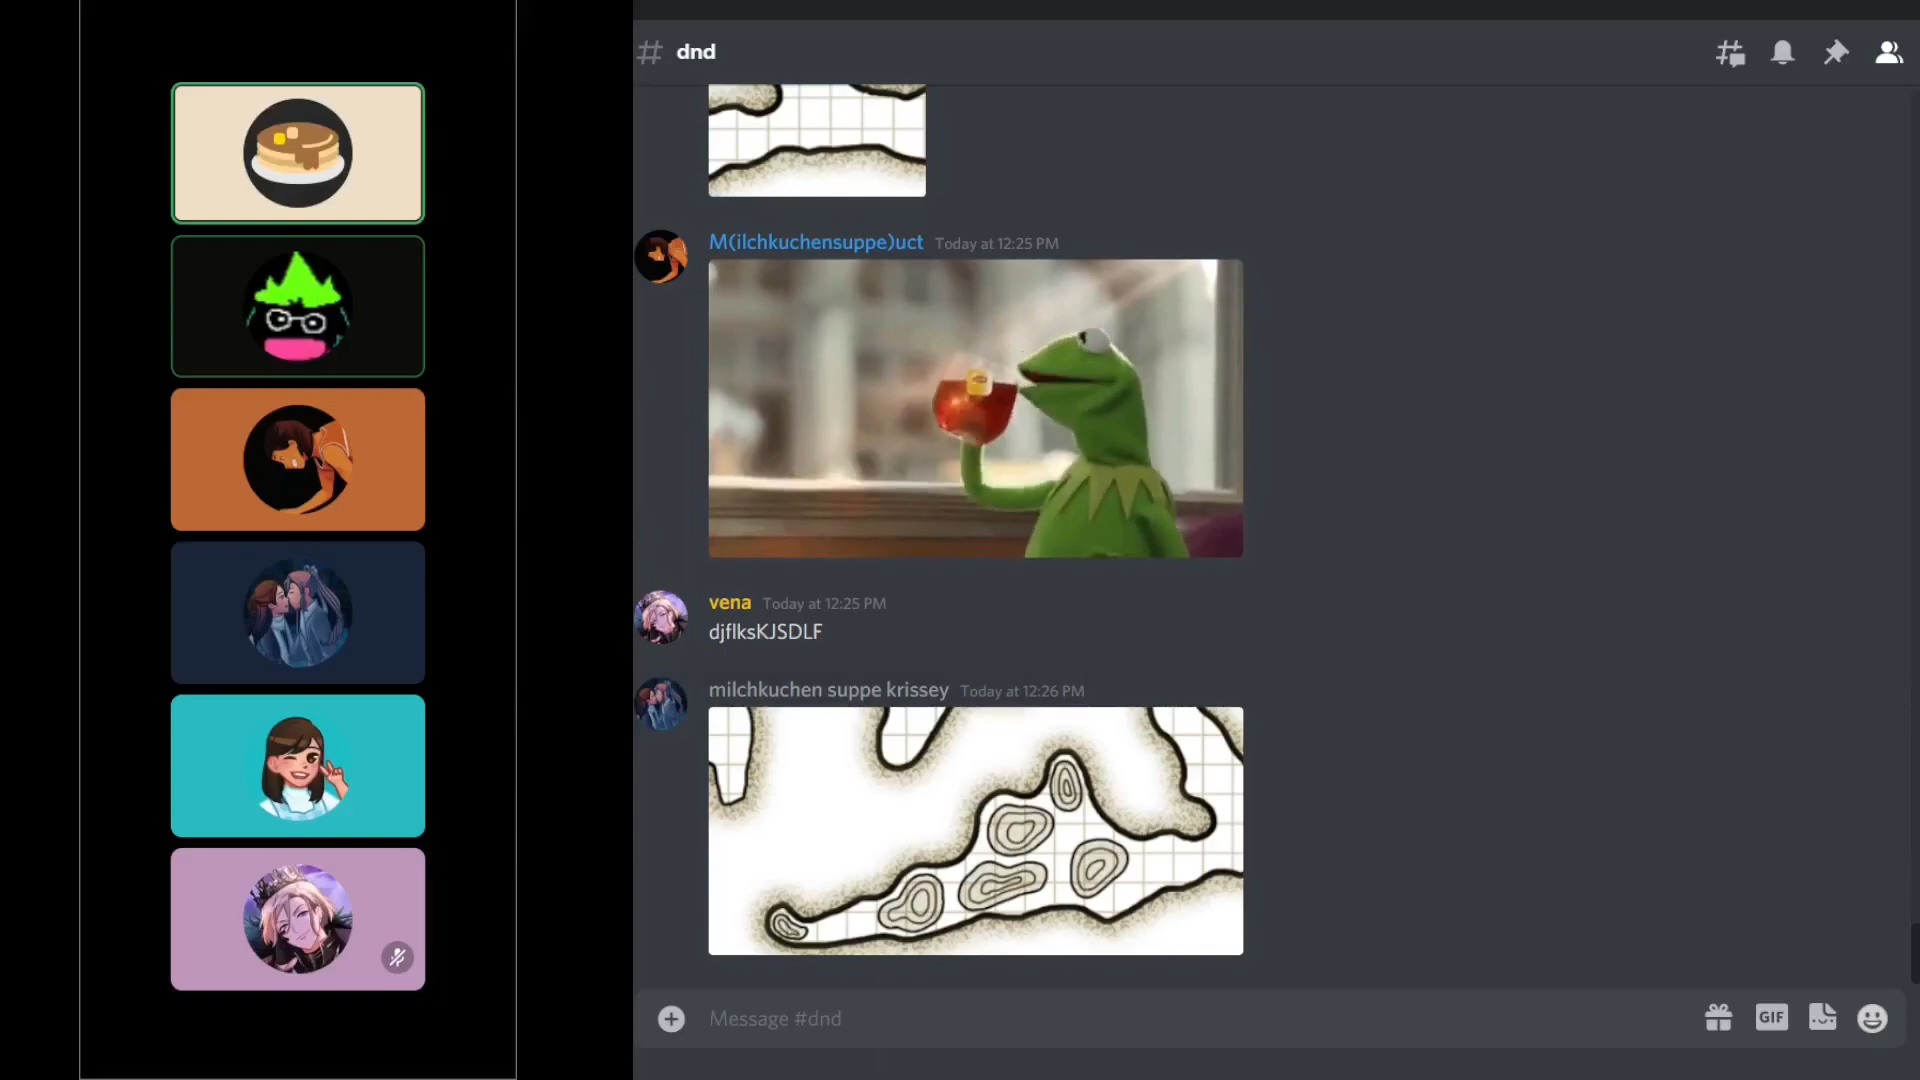 dnd
M(ilchkuchensuppe)uct Today at 12:25 PM
vena Today at 12:25 PM
djflksKJSDLF
milchkuchen suppe krissey Today at 12:26 PM
Message #dnd
GIF